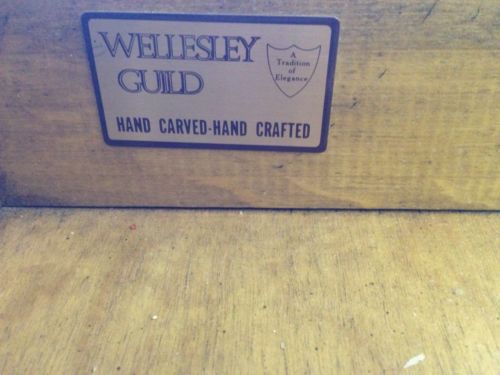 WELLESLEY
GUILD
A
Tradition
of
Elegance
HAND CARVED-HAND CRAFTED